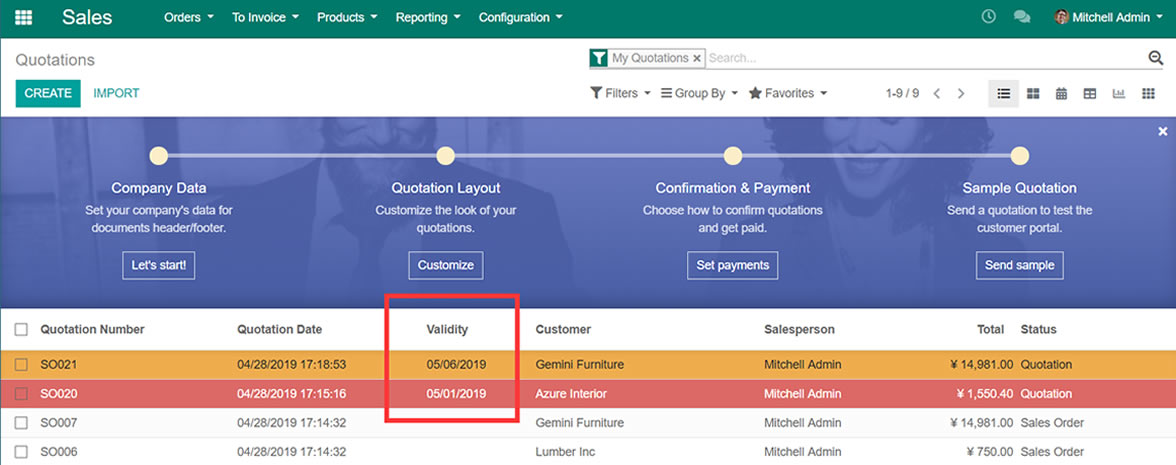 Sales Orders To Invoice Products Reporting Configuration Mitchell Admin
Quotations My Quotations × Search...
CREATE IMPORT Filters Group By Favorites 1-9 / 9
×
Company Data Quotation Layout Confirmation & Payment Sample Quotation
Set your company's data for Customize the look of your Choose how to confirm quotations Send a quotation to test the
documents header/footer. quotations. and get paid. customer portal.
Let's start! Customize Set payments Send sample
Quotation Number Quotation Date Validity Customer Salesperson Total Status
SO021 04/28/2019 17:18:53 05/06/2019 Gemini Furniture Mitchell Admin ¥ 14,981.00 Quotation
SO020 04/28/2019 17:15:16 05/01/2019 Azure Interior Mitchell Admin ¥ 1,550.40 Quotation
SO007 04/28/2019 17:14:32 Gemini Furniture Mitchell Admin ¥ 14,981.00 Sales Order
SO006 04/28/2019 17:14:32 Lumber Inc Mitchell Admin ¥ 750.00 Sales Order